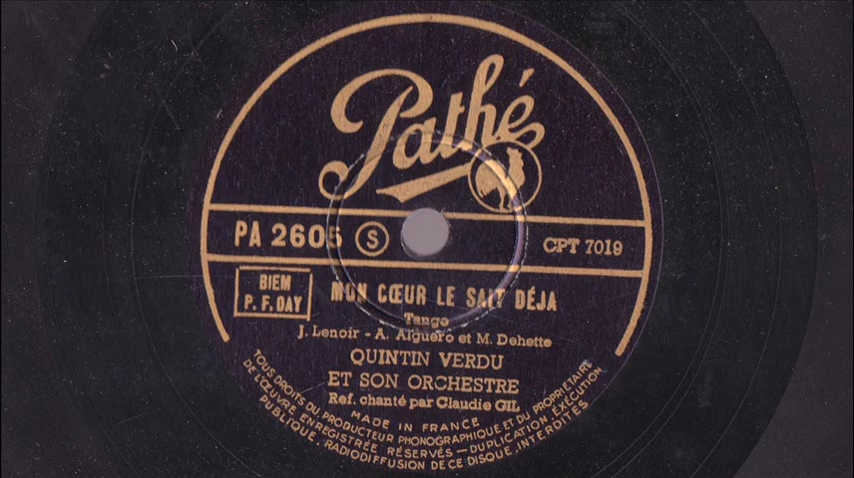 Pathé
PA 2605 S CPT 7019
BIEM
P. F. DAY
MON CŒUR LE SAIT DÉJA
Tango
J. Lenoir - A. Alguero et M. Dehette
QUINTIN VERDU
ET SON ORCHESTRE
Ref. chanté par Claudie GIL
MADE IN FRANCE
TOUS DROITS DU PRODUCTEUR PHONOGRAPHIQUE ET DU PROPRIÉTAIRE
DE L'ŒUVRE ENREGISTRÉE RÉSERVÉS — DUPLICATION, EXÉCUTION
PUBLIQUE, RADIODIFFUSION DE CE DISQUE, INTERDITES